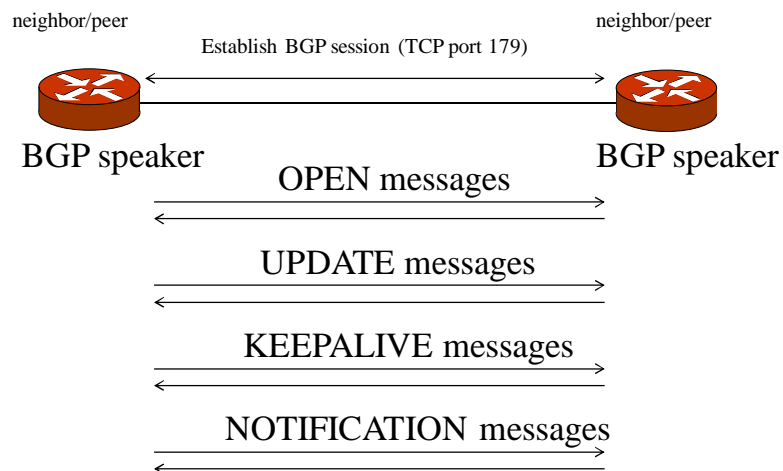 neighbor/peer
neighbor/peer
Establish BGP session (TCP port 179)
BGP speaker
BGP speaker
OPEN messages
UPDATE messages
KEEPALIVE messages
NOTIFICATION messages